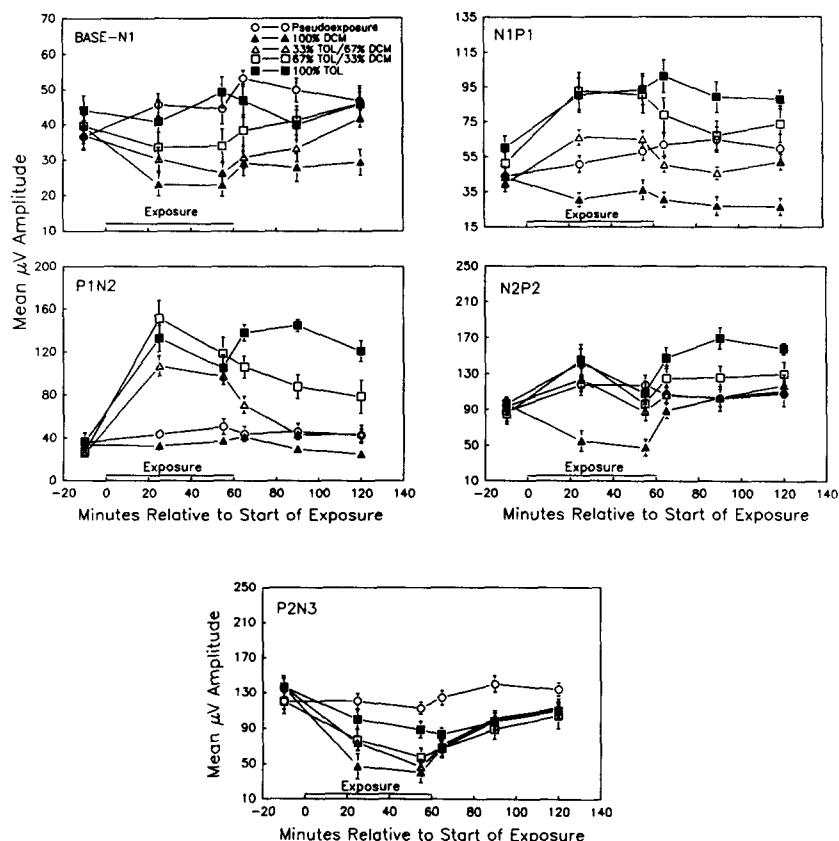 BASE-N1
Pseudoexposure
100% DCM
33% TOL/67% DCM
67% TOL/33% DCM
100% TOL
70
60
50
40
30
20
10
Exposure
N1P1
135
115
95
75
55
35
15
Exposure
Mean µV Amplitude
P1N2
200
160
120
80
40
0
Exposure
-20 0 20 40 60 80 100 120 140
Minutes Relative to Start of Exposure
N2P2
250
210
170
130
90
50
10
Exposure
-20 0 20 40 60 80 100 120 140
Minutes Relative to Start of Exposure
Mean µV Amplitude
P2N3
250
210
170
130
90
50
10
Exposure
-20 0 20 40 60 80 100 120 140
Minutes Relative to Start of Exposure